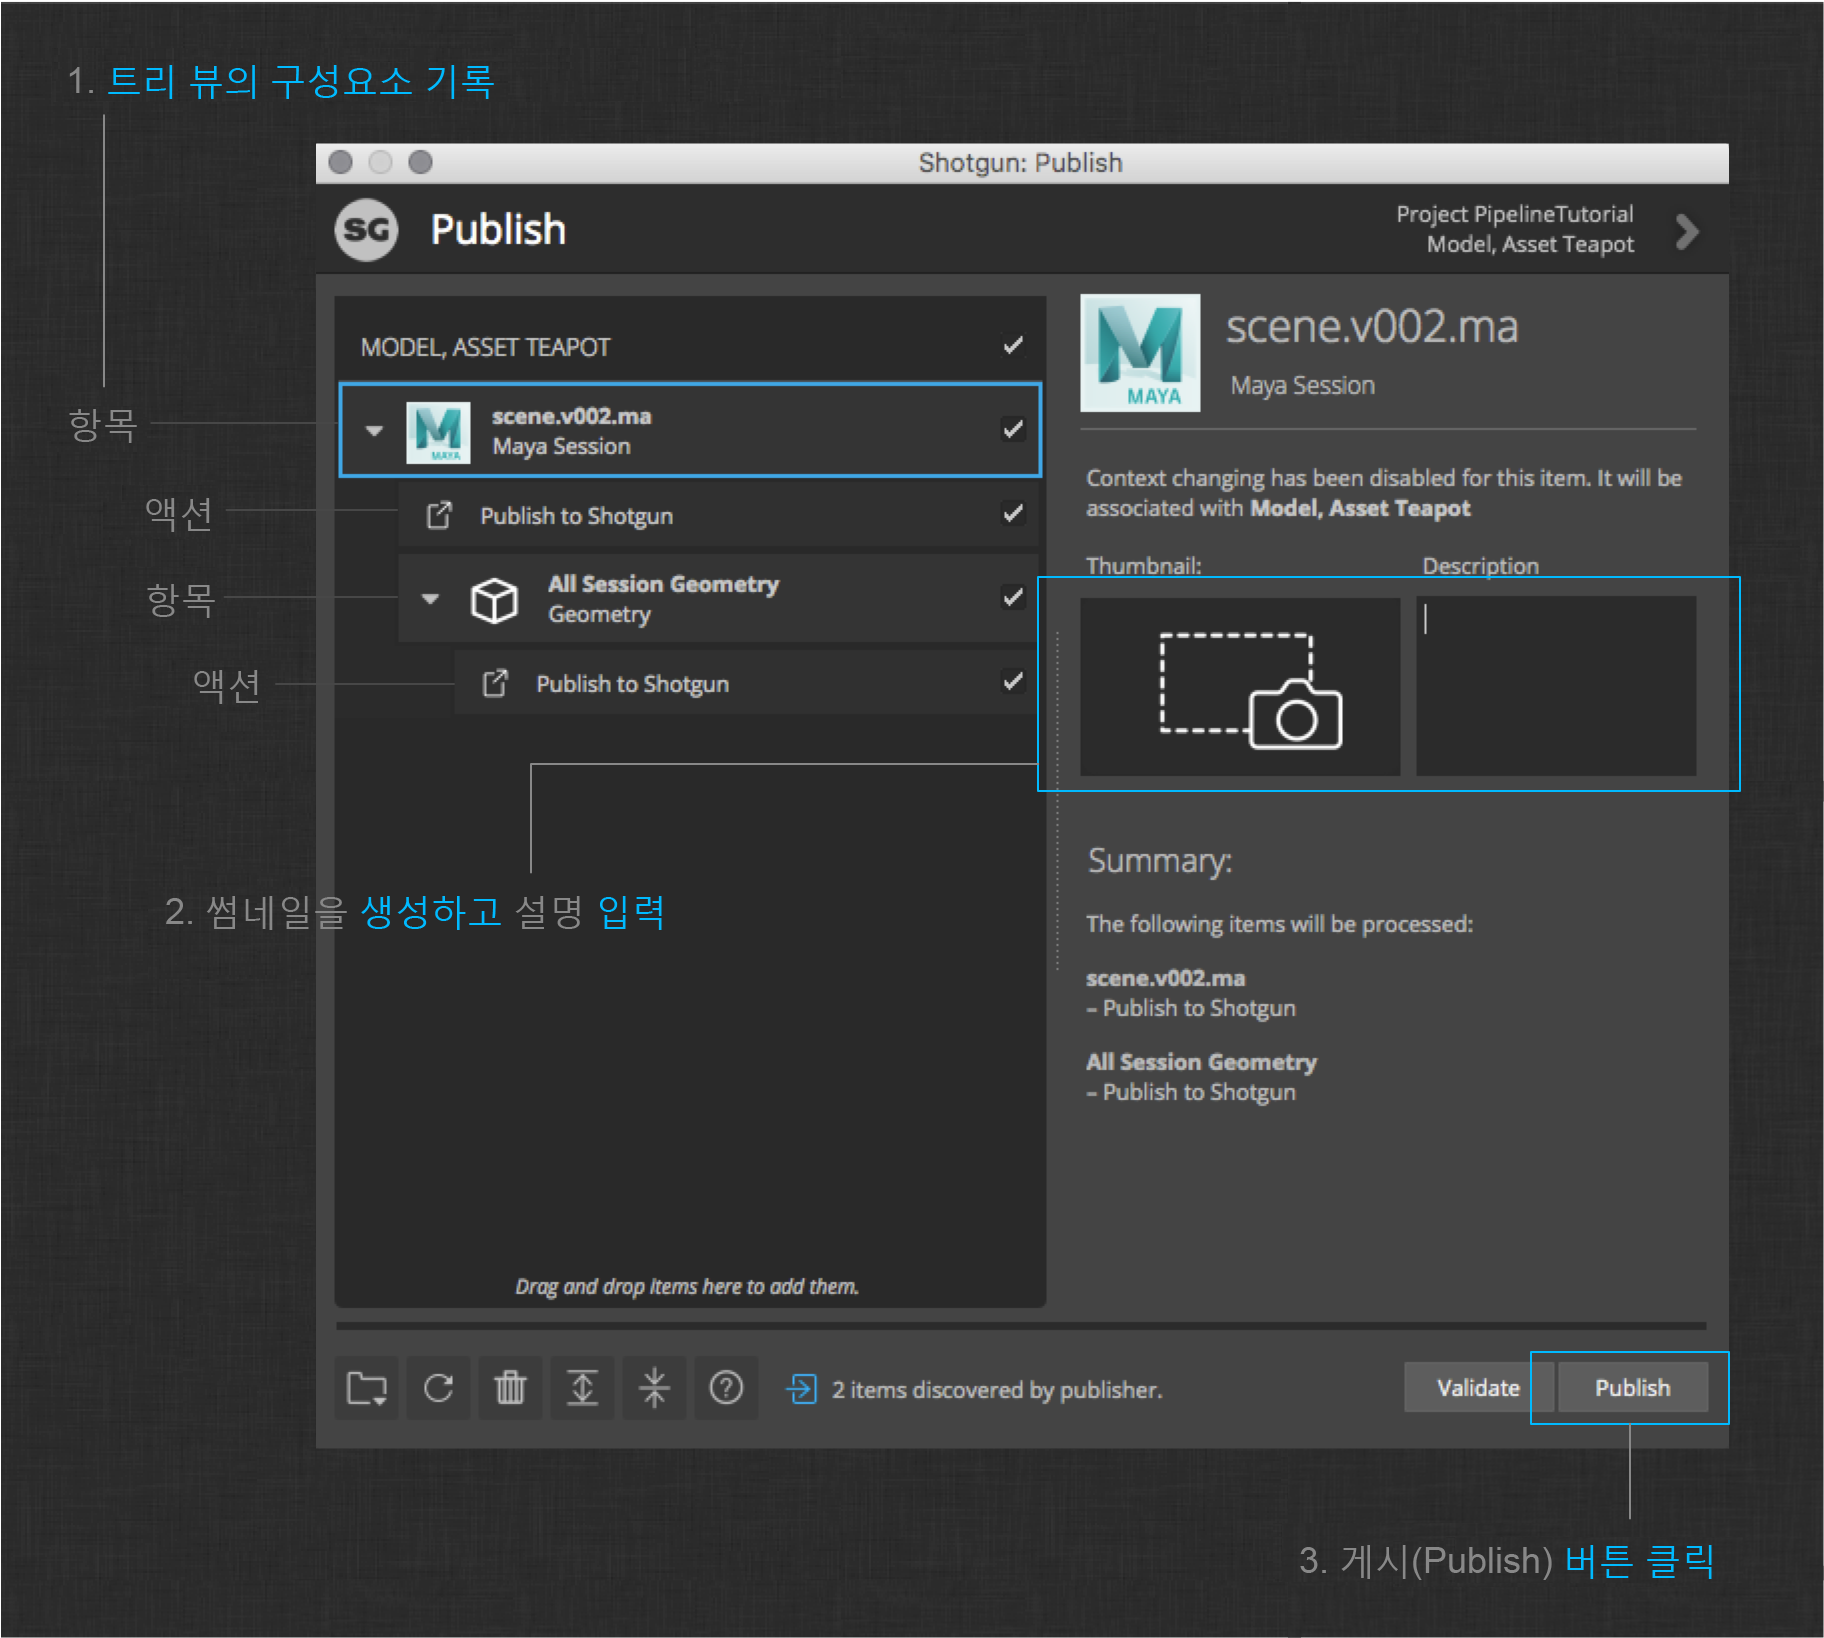 1. 트리 뷰의 구성요소 기록
Shotgun: Publish
SG
Publish
Project PipelineTutorial
Model, Asset Teapot
MODEL, ASSET TEAPOT
항목
MAYA
scene.v002.ma
Maya Session
액션
Publish to Shotgun
항목
All Session Geometry
Geometry
액션
Publish to Shotgun
2. 썸네일을 생성하고 설명 입력
Drag and drop items here to add them.
MAYA
scene.v002.ma
Maya Session
Context changing has been disabled for this item. It will be
associated with Model, Asset Teapot
Thumbnail:
Description
Summary:
The following items will be processed:
scene.v002.ma
– Publish to Shotgun
All Session Geometry
– Publish to Shotgun
2 items discovered by publisher.
Validate
Publish
3. 게시(Publish) 버튼 클릭